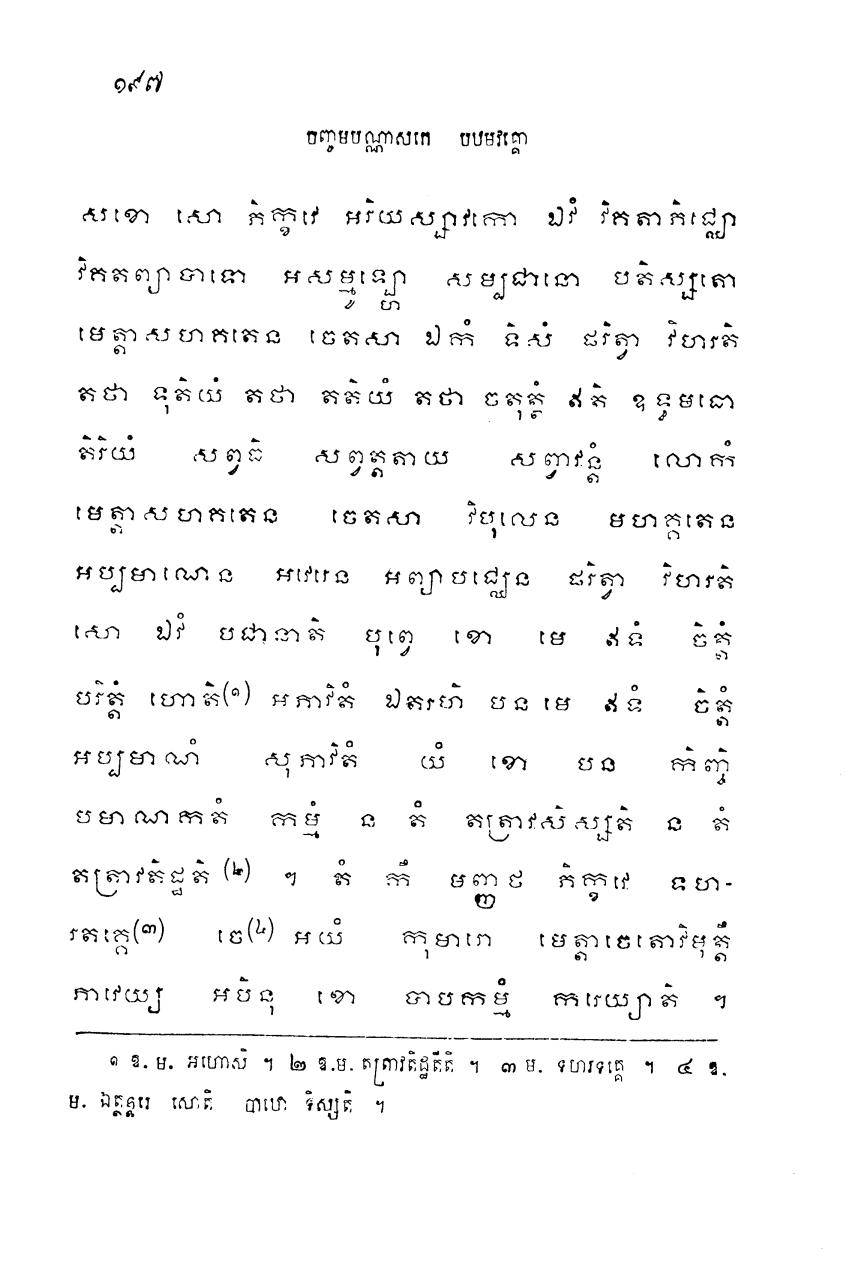 ១៩៧
បញ្ចមបណ្ណាសកេ បឋមវគ្គោ
សខោ សោ ភិក្ខវេ អរិយស្សាវកោ ឯវំ វិគតាភិជ្ឈោ
វិគតព្យាបាទោ អសម្មូឡ្ហោ សម្បជានោ បតិស្សតោ
មេត្តាសហគតេន ចេតសា ឯកំ ទិសំ ផរិត្វា វិហរតិ
តថា ទុតិយំ តថា តតិយំ តថា ចតុត្ថំ ឥតិ ឧទ្ធមធោ
តិរិយំ សព្វធិ សព្វត្តតាយ សព្វាវន្តំ លោកំ
មេត្តាសហគតេន ចេតសា វិបុលេន មហគ្គតេន
អប្បមាណេន អវេរេន អព្យាបជ្ឈេន ផរិត្វា វិហរតិ
សោ ឯវំ បជានាតិ បុព្វេ ខោ មេ ឥទំ ចិត្តំ
បរិត្តំ ហោតិ(១) អភាវិតំ ឯតរហិ បន មេ ឥទំ ចិត្តំ
អប្បមាណំ សុភាវិតំ យំ ខោ បន កិញ្ចិ
បមាណកតំ កម្មំ ន តំ តត្រាវសិស្សតិ ន តំ
តត្រាវតិដ្ឋតិ (២) ។ តំ កឹ មញ្ញថ ភិក្ខវេ ទហ-
រតគ្គេ(៣) ចេ(៤) អយំ កុមារោ មេត្តាចេតោវិមុត្តឹ
ភាវេយ្យ អបិនុ ខោ បាបកម្មំ ករេយ្យាតិ ។
១ ឱ. ម. អហោសិ ។ ២ ឱ.ម. តត្រាវតិដ្ឋតីតិ ។ ៣ ម. ទហរទគ្គេ ។ ៤ ឱ.
ម. ឯត្ថន្តរេ សោតិ បាឋោ ទិស្សតិ ។